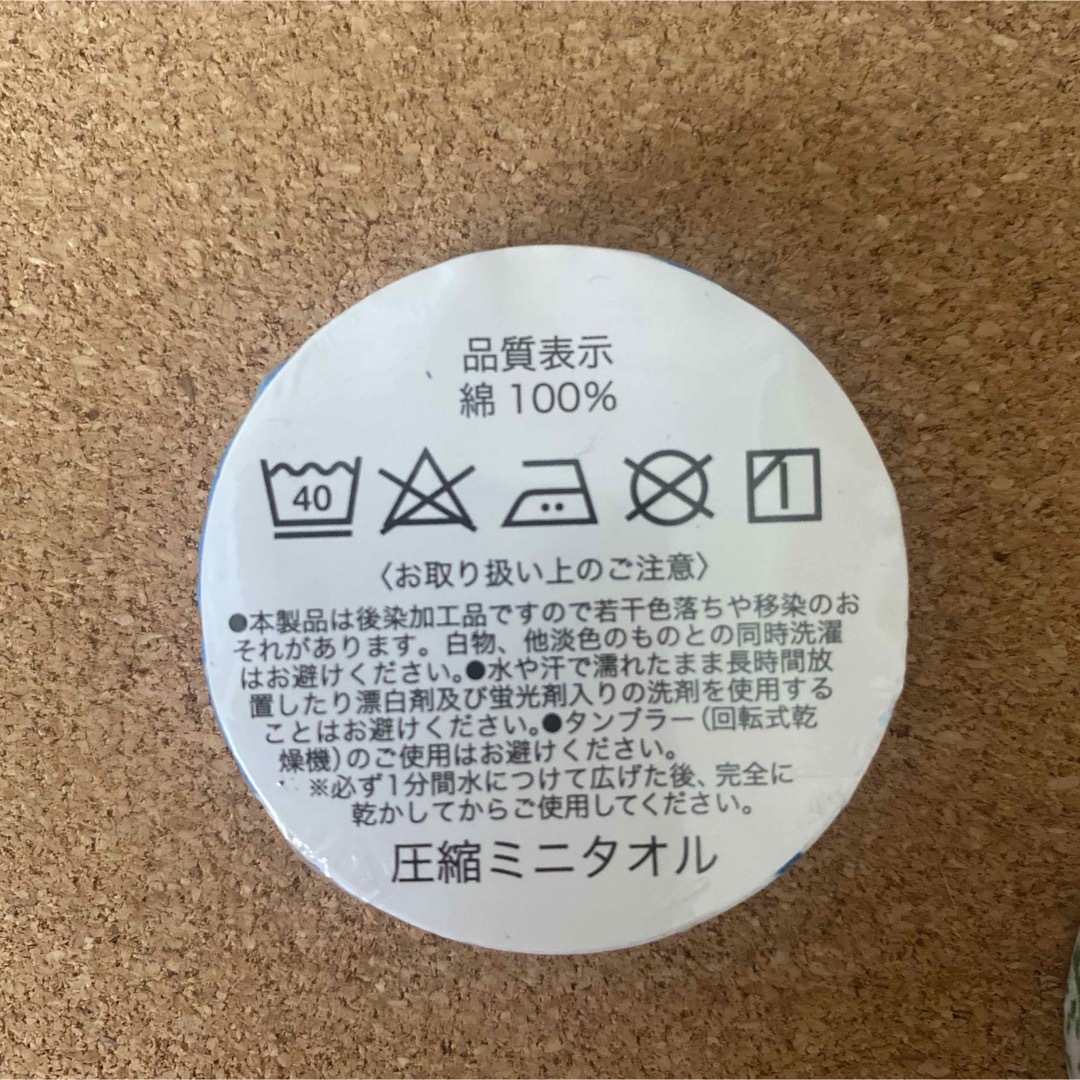 品質表示
綿 100%
40
〈お取り扱い上のご注意〉
●本製品は後染加工品ですので若干色落ちや移染のお
それがあります。白物、他淡色のものとの同時洗濯
はお避けください。●水や汗で濡れたまま長時間放
置したり漂白剤及び蛍光剤入りの洗剤を使用する
ことはお避けください。●タンブラー（回転式乾
燥機）のご使用はお避けください。
※必ず1分間水につけて広げた後、完全に
乾かしてからご使用してください。
圧縮ミニタオル